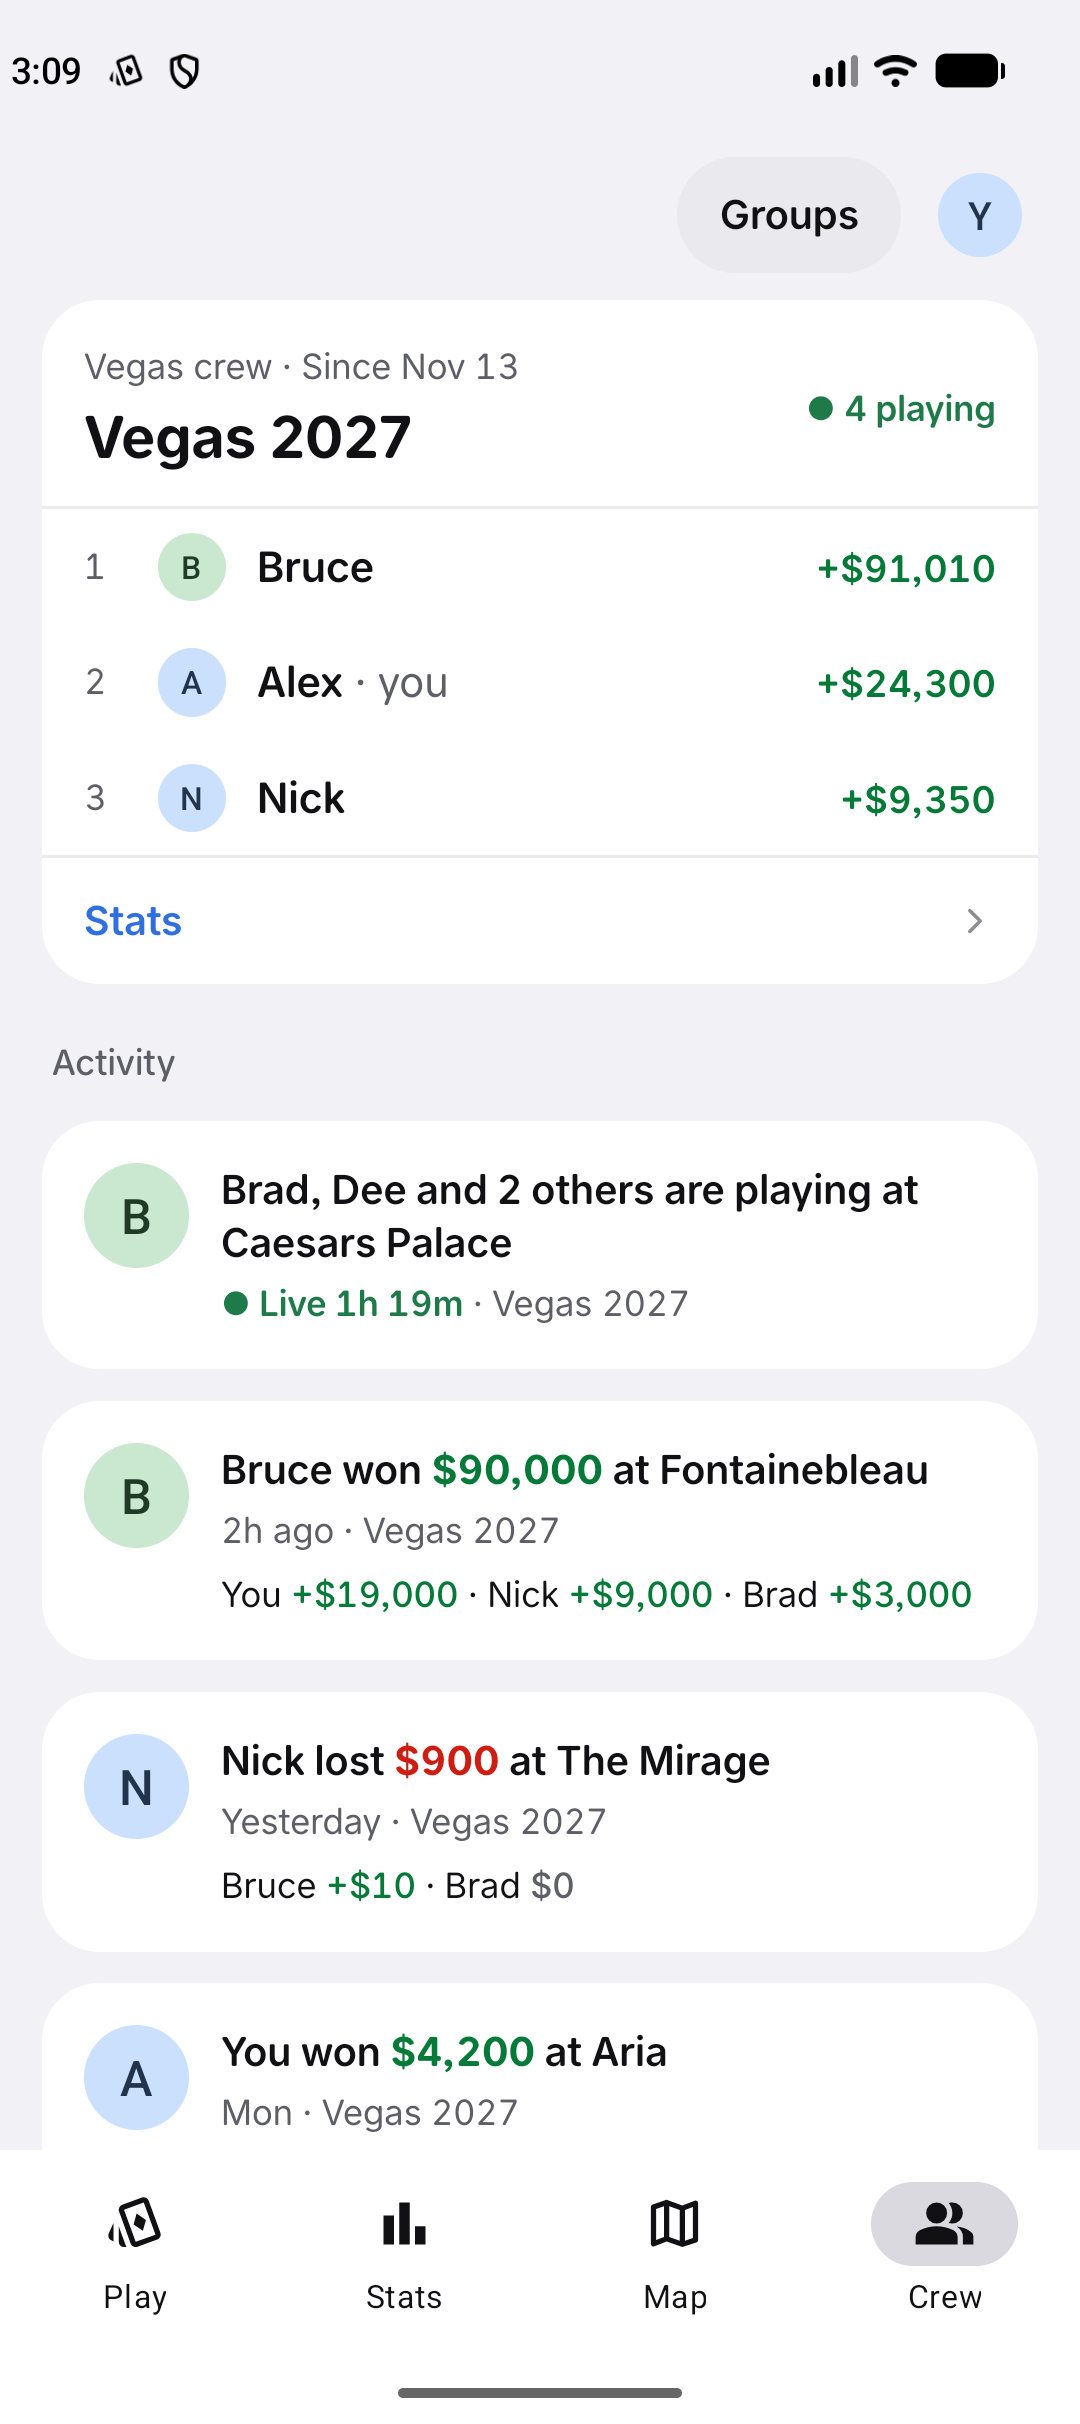 3:09
Groups
Y
Vegas crew · Since Nov 13
Vegas 2027
4 playing
1 B Bruce +$91,010
2 A Alex · you +$24,300
3 N Nick +$9,350
Stats
Activity
B
Brad, Dee and 2 others are playing at
Caesars Palace
Live 1h 19m · Vegas 2027
B
Bruce won $90,000 at Fontainebleau
2h ago · Vegas 2027
You +$19,000 · Nick +$9,000 · Brad +$3,000
N
Nick lost $900 at The Mirage
Yesterday · Vegas 2027
Bruce +$10 · Brad $0
A
You won $4,200 at Aria
Mon · Vegas 2027
Play Stats Map Crew